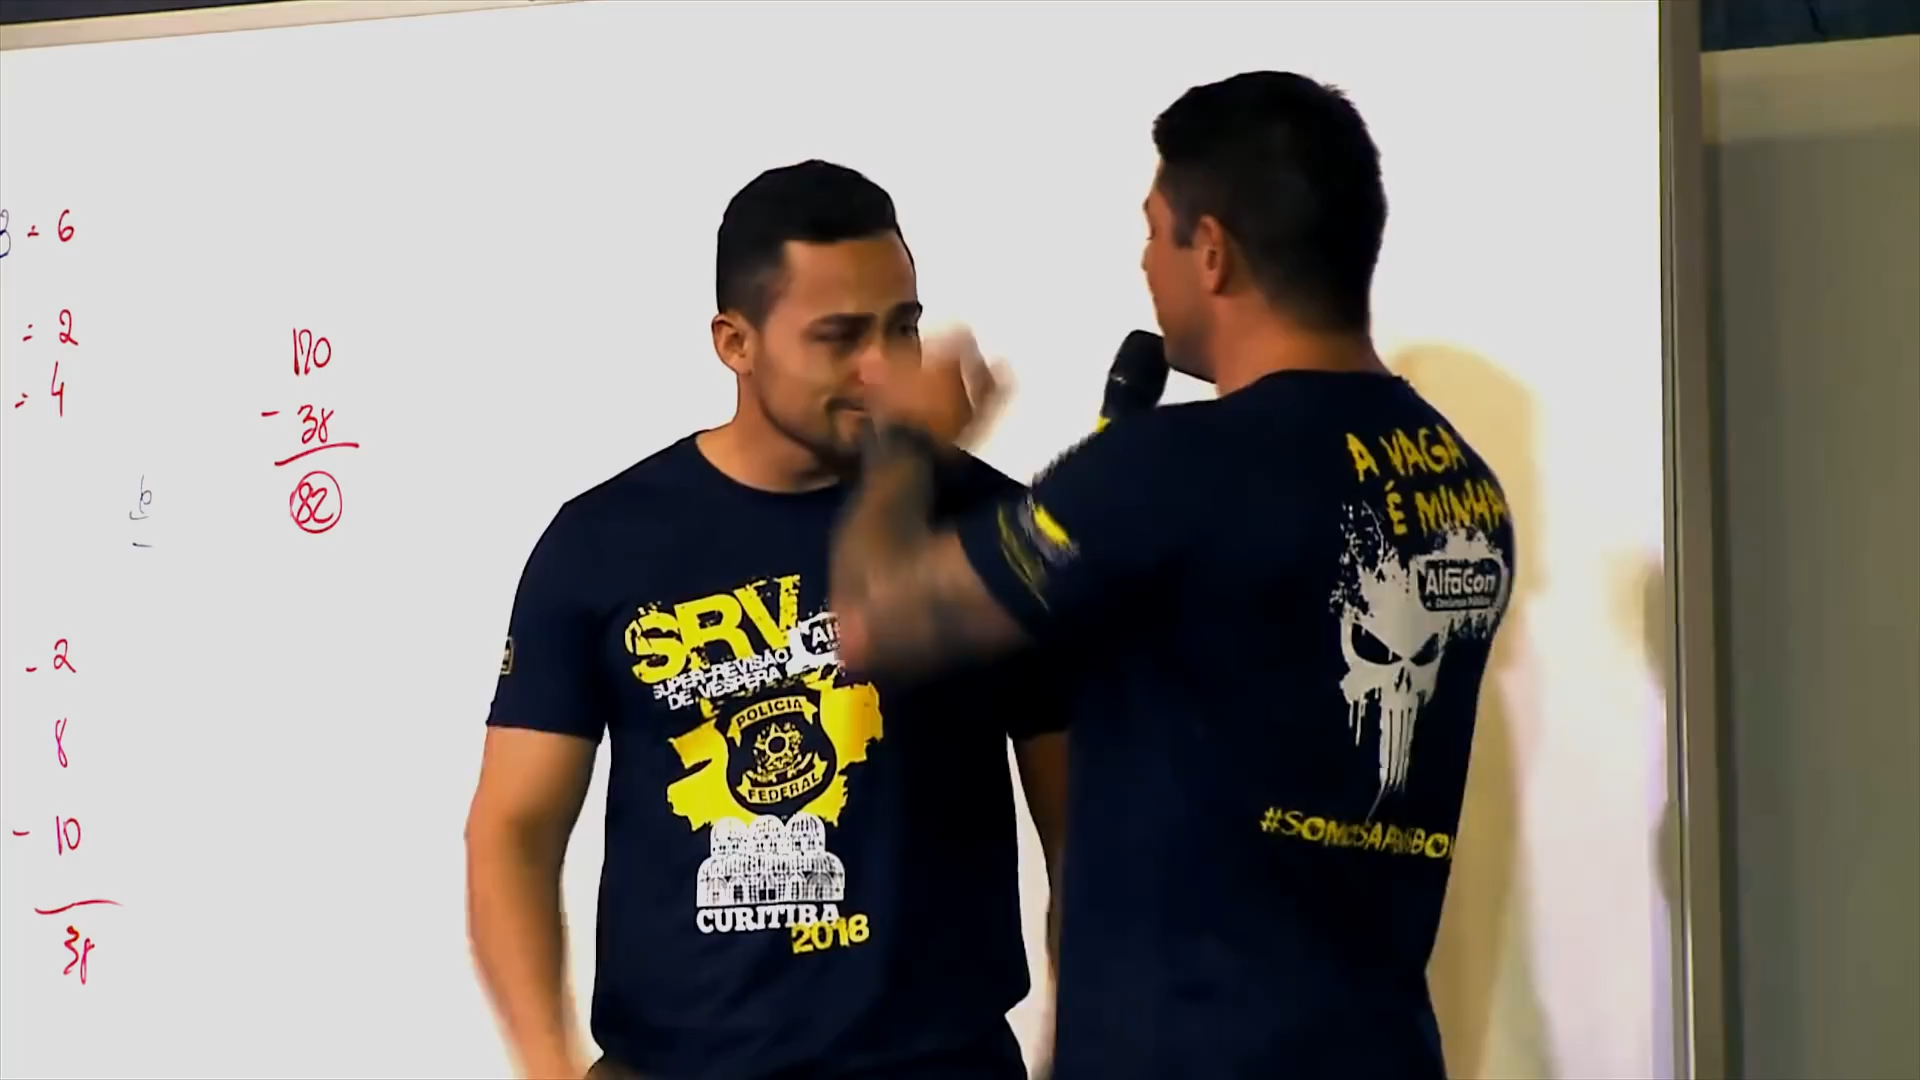 = 6
= 2
= 4
120
- 38
82
- 2
8
- 10
38
SRV
SUPER-REVISÃO
DE VÉSPERA
POLÍCIA
FEDERAL
CURITIBA
2018
A VAGA
É MINHA
AlfaCon